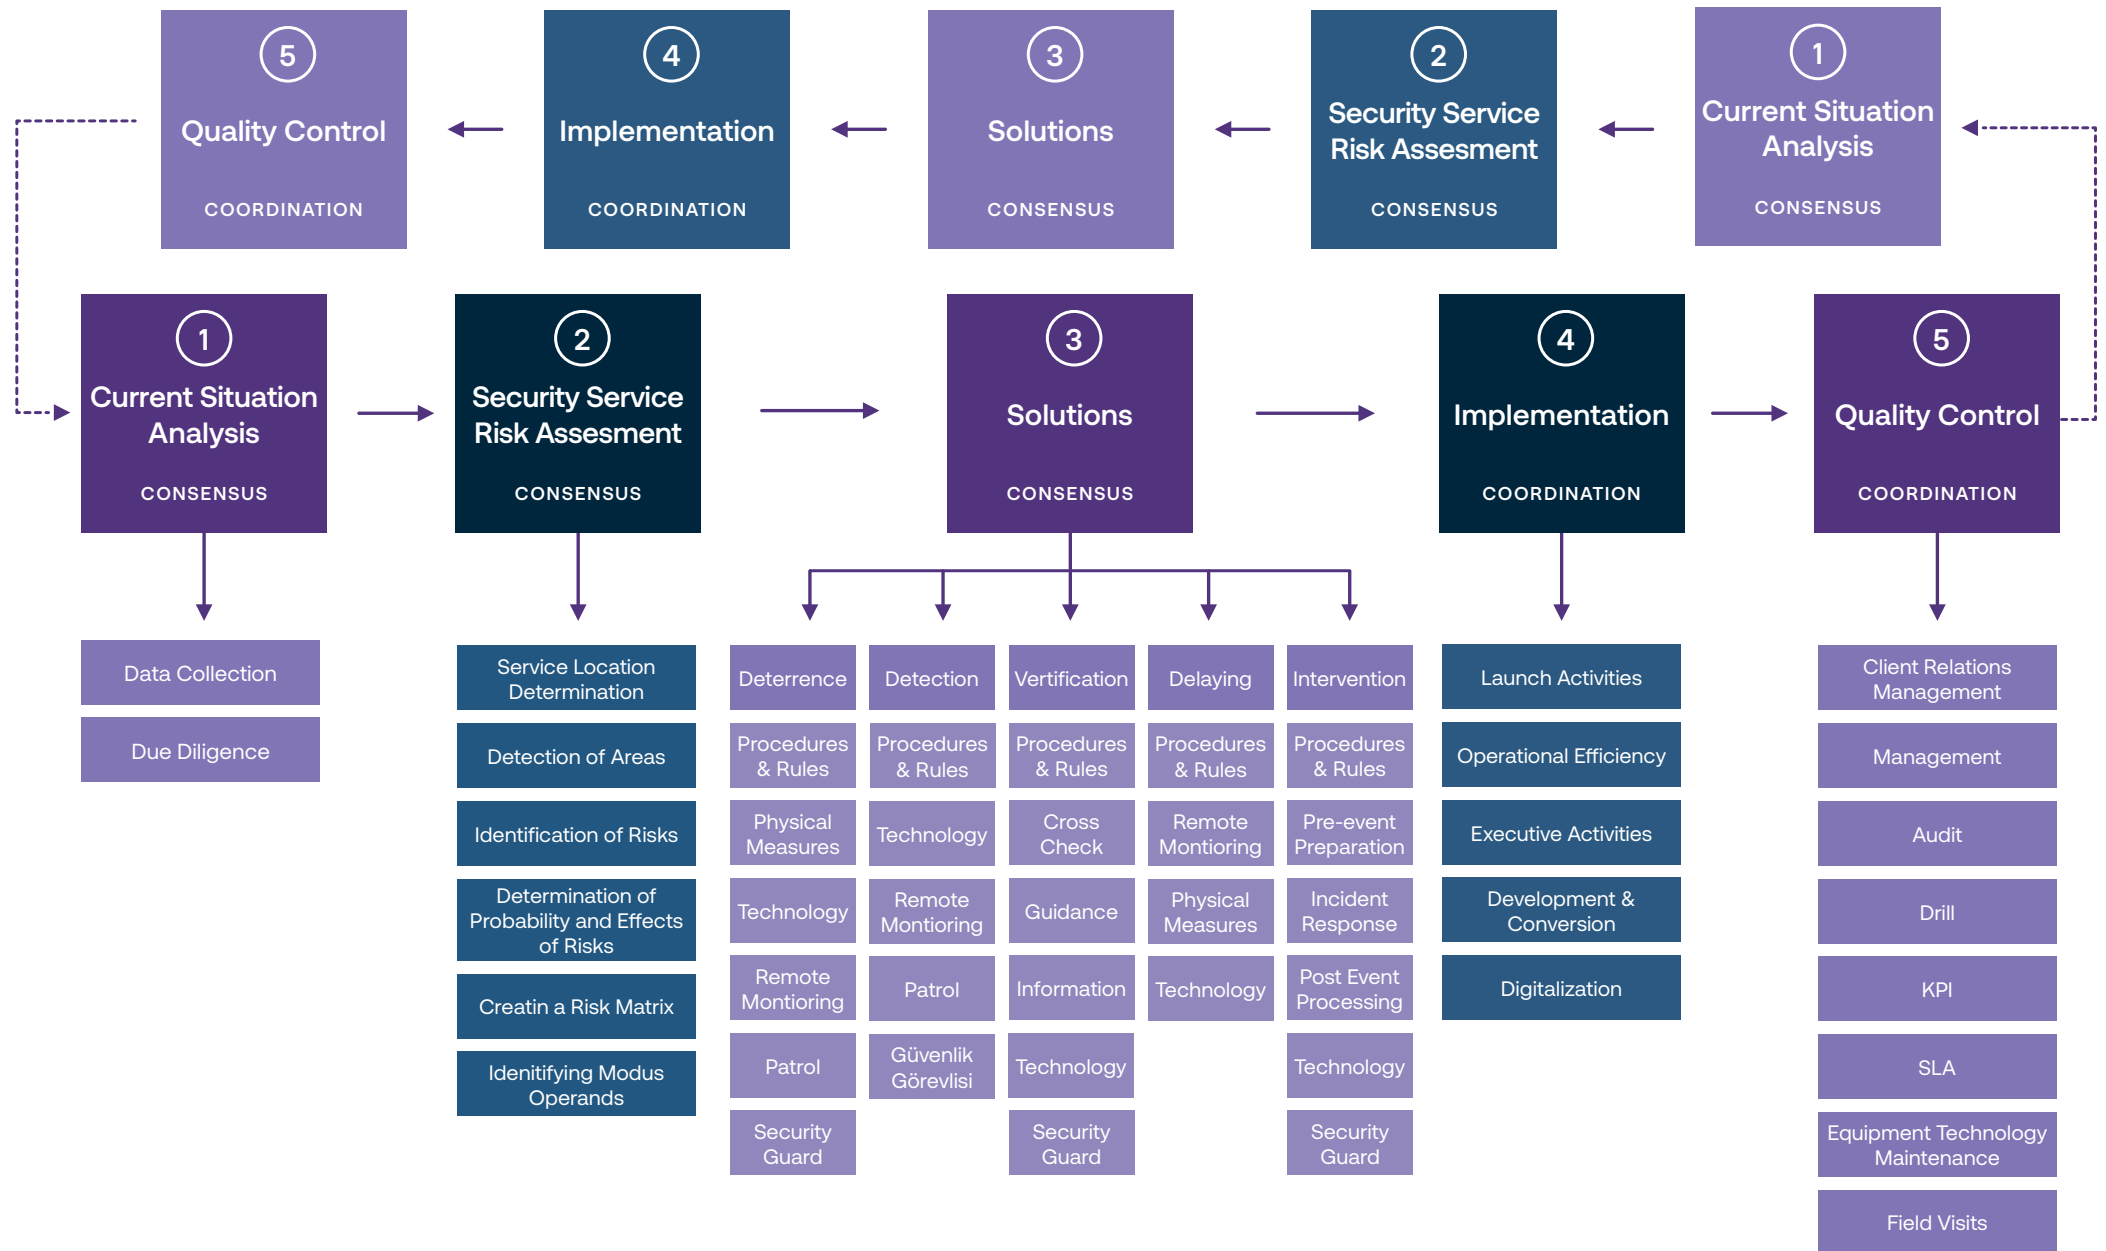 5
Quality Control
COORDINATION
4
Implementation
COORDINATION
3
Solutions
CONSENSUS
2
Security Service
Risk Assesment
CONSENSUS
1
Current Situation
Analysis
CONSENSUS
1
Current Situation
Analysis
CONSENSUS
2
Security Service
Risk Assesment
CONSENSUS
3
Solutions
CONSENSUS
4
Implementation
COORDINATION
5
Quality Control
COORDINATION
Data Collection
Due Diligence
Service Location
Determination
Detection of Areas
Identification of Risks
Determination of
Probability and Effects
of Risks
Creatin a Risk Matrix
Idenitifying Modus
Operands
Deterrence
Procedures
& Rules
Physical
Measures
Technology
Remote
Montioring
Patrol
Security
Guard
Detection
Procedures
& Rules
Technology
Remote
Montioring
Patrol
Güvenlik
Görevlisi
Vertification
Procedures
& Rules
Cross
Check
Guidance
Information
Technology
Security
Guard
Delaying
Procedures
& Rules
Remote
Montioring
Physical
Measures
Technology
Intervention
Procedures
& Rules
Pre-event
Preparation
Incident
Response
Post Event
Processing
Technology
Security
Guard
Launch Activities
Operational Efficiency
Executive Activities
Development &
Conversion
Digitalization
Client Relations
Management
Management
Audit
Drill
KPI
SLA
Equipment Technology
Maintenance
Field Visits